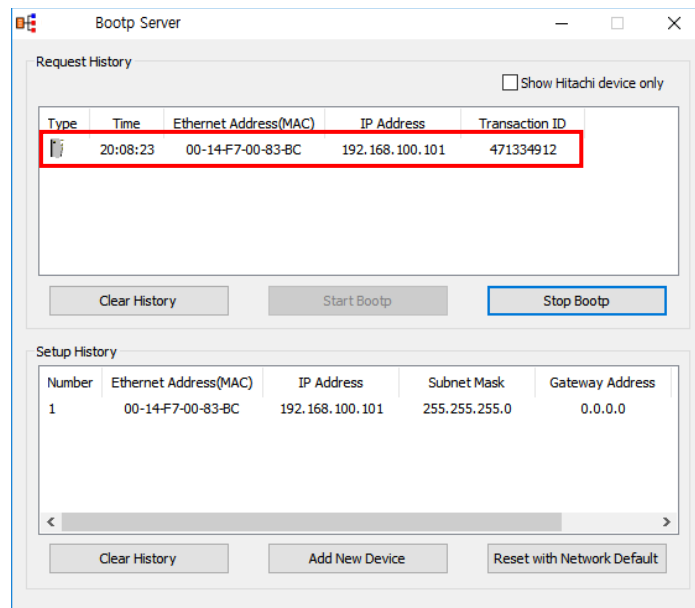 Bootp Server
Request History
Show Hitachi device only
Type Time Ethernet Address(MAC) IP Address Transaction ID
20:08:23 00-14-F7-00-83-BC 192.168.100.101 471334912
Clear History Start Bootp Stop Bootp
Setup History
Number Ethernet Address(MAC) IP Address Subnet Mask Gateway Address
1 00-14-F7-00-83-BC 192.168.100.101 255.255.255.0 0.0.0.0
Clear History Add New Device Reset with Network Default